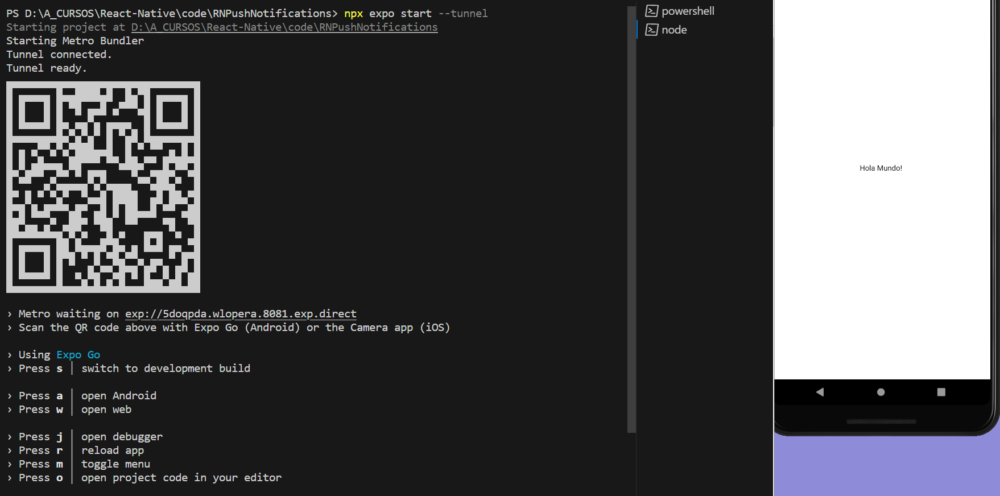 PS D:\A_CURSOS\React-Native\code\RNPushNotifications> npx expo start --tunnel
Starting project at D:\A_CURSOS\React-Native\code\RNPushNotifications
Starting Metro Bundler
Tunnel connected.
Tunnel ready.
› Metro waiting on exp://5doqpda.wlopera.8081.exp.direct
› Scan the QR code above with Expo Go (Android) or the Camera app (iOS)
› Using Expo Go
› Press s │ switch to development build
› Press a │ open Android
› Press w │ open web
› Press j │ open debugger
› Press r │ reload app
› Press m │ toggle menu
› Press o │ open project code in your editor
powershell
node
Hola Mundo!